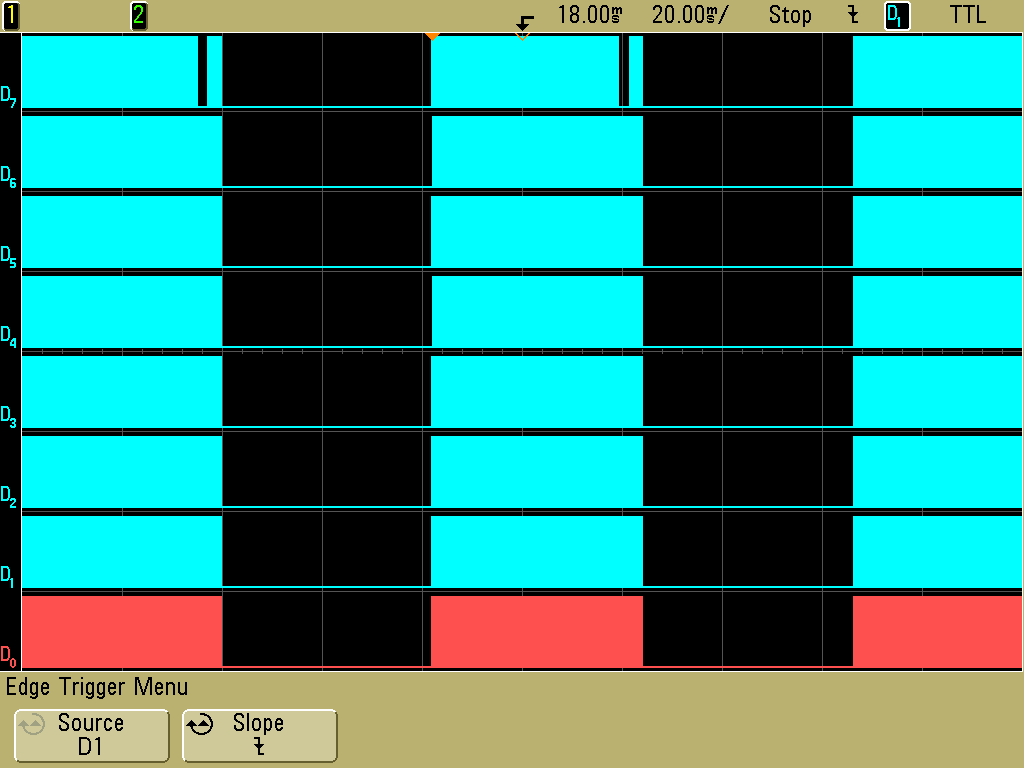 1 2 18.00ms 20.00ms/ Stop D1 TTL
D7
D6
D5
D4
D3
D2
D1
D0
Edge Trigger Menu
Source Slope
D1